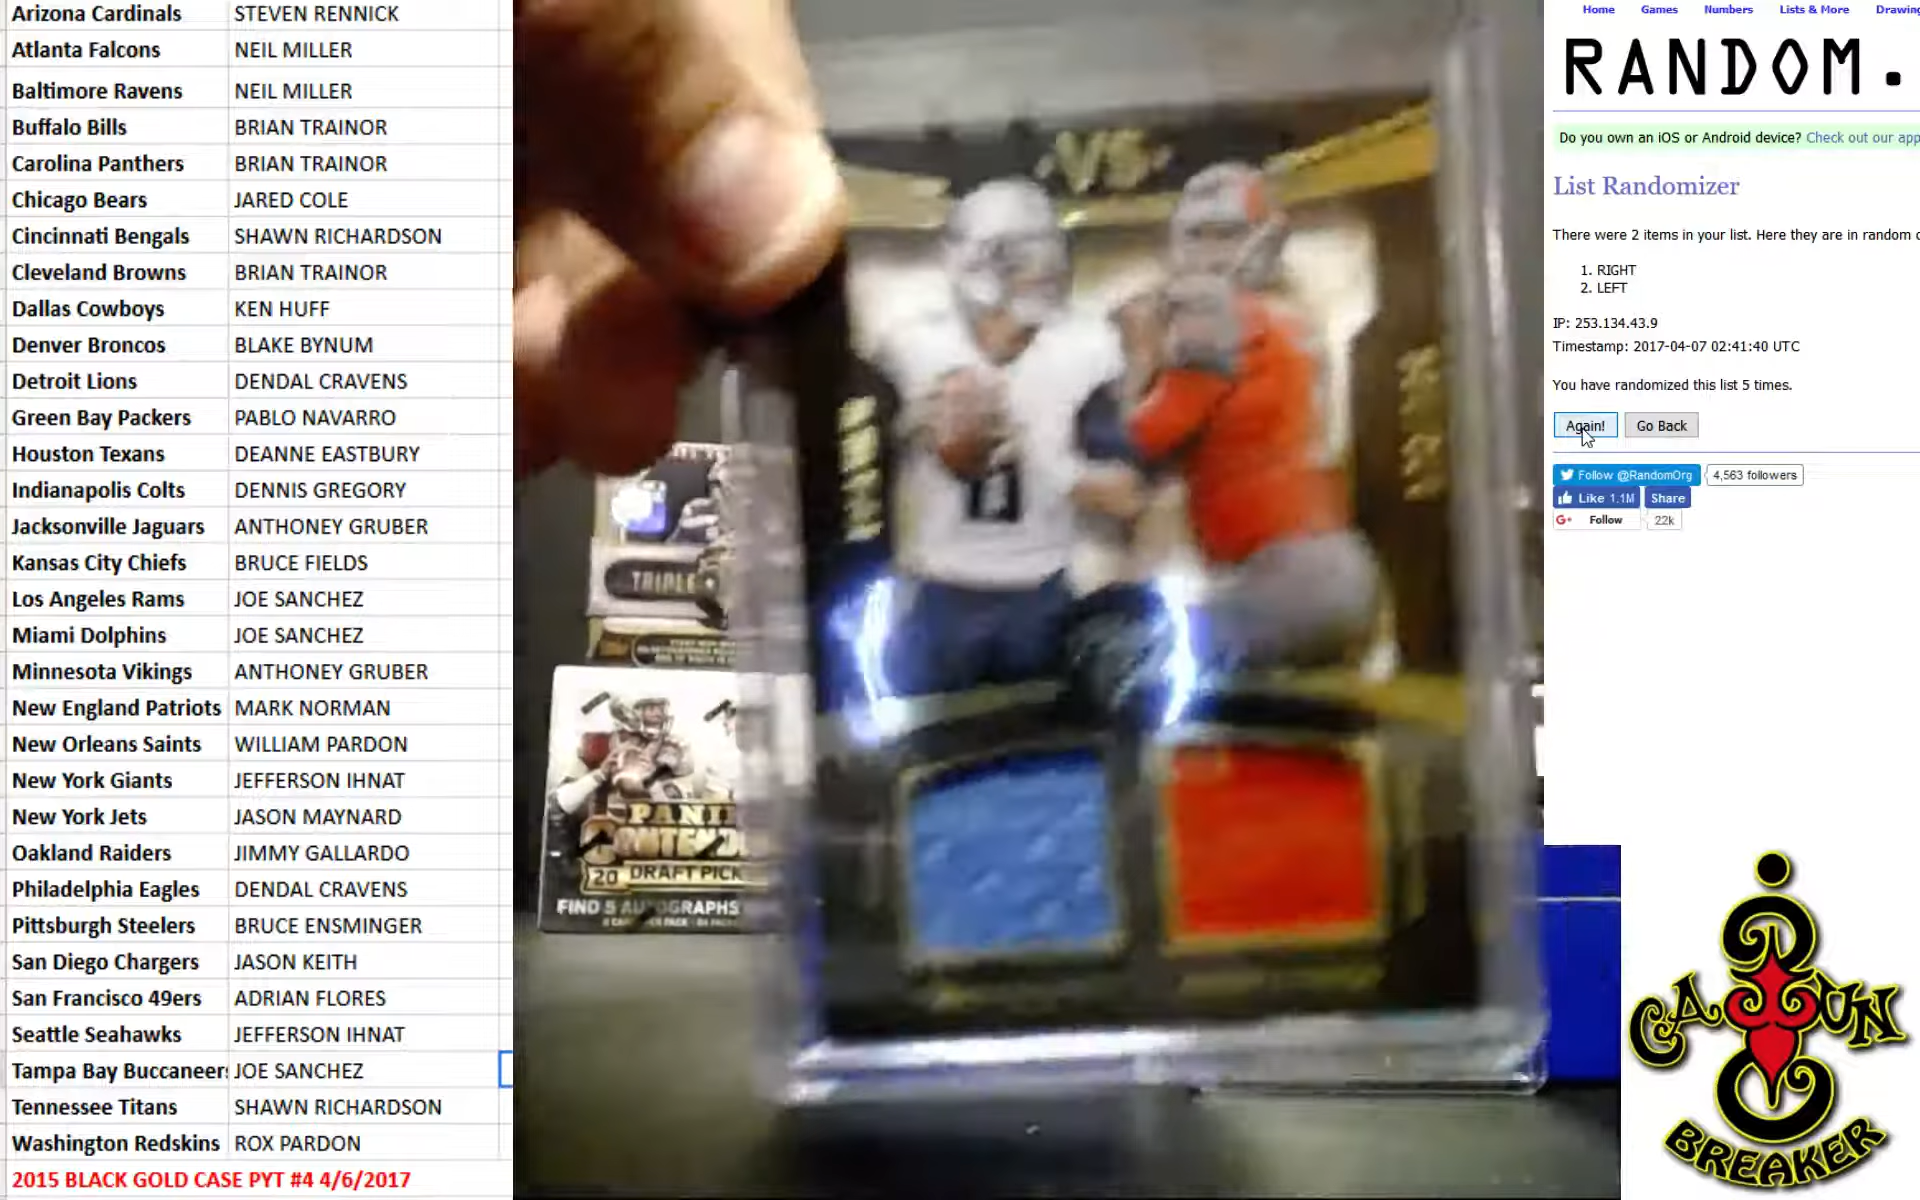 Arizona Cardinals STEVEN RENNICK
Atlanta Falcons NEIL MILLER
Baltimore Ravens NEIL MILLER
Buffalo Bills BRIAN TRAINOR
Carolina Panthers BRIAN TRAINOR
Chicago Bears JARED COLE
Cincinnati Bengals SHAWN RICHARDSON
Cleveland Browns BRIAN TRAINOR
Dallas Cowboys KEN HUFF
Denver Broncos BLAKE BYNUM
Detroit Lions DENDAL CRAVENS
Green Bay Packers PABLO NAVARRO
Houston Texans DEANNE EASTBURY
Indianapolis Colts DENNIS GREGORY
Jacksonville Jaguars ANTHONEY GRUBER
Kansas City Chiefs BRUCE FIELDS
Los Angeles Rams JOE SANCHEZ
Miami Dolphins JOE SANCHEZ
Minnesota Vikings ANTHONEY GRUBER
New England Patriots MARK NORMAN
New Orleans Saints WILLIAM PARDON
New York Giants JEFFERSON IHNAT
New York Jets JASON MAYNARD
Oakland Raiders JIMMY GALLARDO
Philadelphia Eagles DENDAL CRAVENS
Pittsburgh Steelers BRUCE ENSMINGER
San Diego Chargers JASON KEITH
San Francisco 49ers ADRIAN FLORES
Seattle Seahawks JEFFERSON IHNAT
Tampa Bay Buccaneers JOE SANCHEZ
Tennessee Titans SHAWN RICHARDSON
Washington Redskins ROX PARDON
2015 BLACK GOLD CASE PYT #4 4/6/2017
VS
TRIPLE
PANI
CONTEND
20 DRAFT PICK
FIND 5 AUTOGRAPHS
Home Games Numbers Lists & More Drawing
RANDOM.
Do you own an iOS or Android device? Check out our app
List Randomizer
There were 2 items in your list. Here they are in random o
1. RIGHT
2. LEFT
IP: 253.134.43.9
Timestamp: 2017-04-07 02:41:40 UTC
You have randomized this list 5 times.
Again! Go Back
Follow @RandomOrg 4,563 followers
Like 1.1M Share
G+ Follow 22k
CAJUN
BREAKER